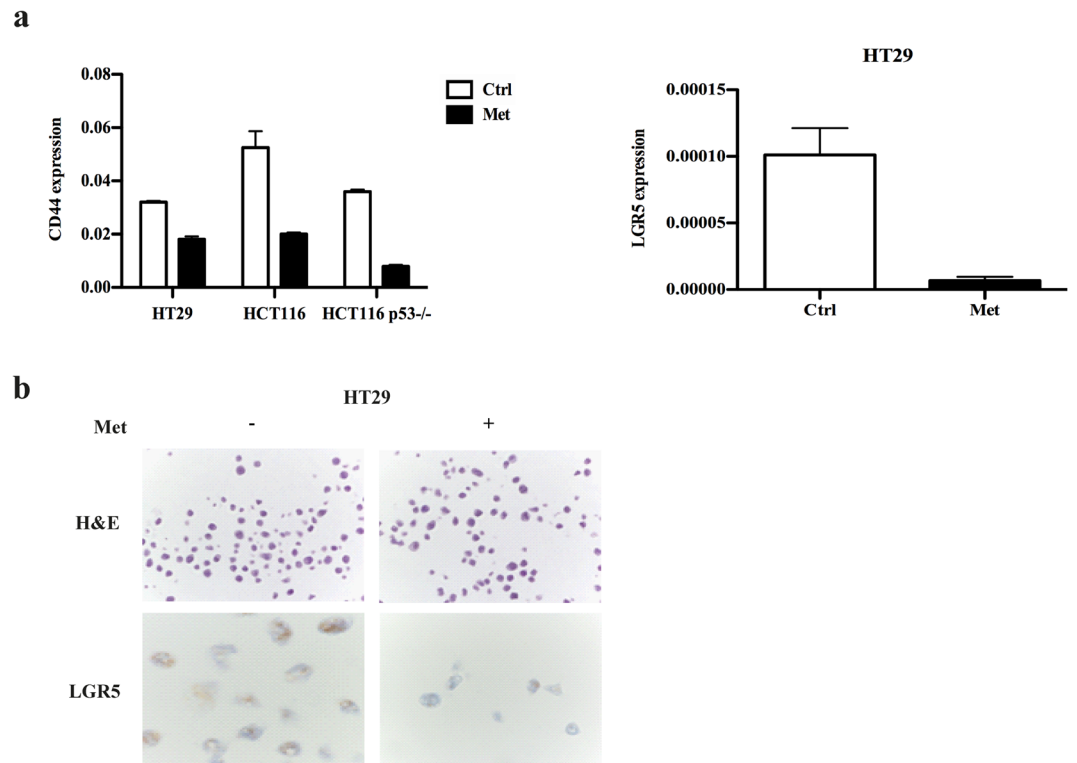 a
HT29
0.08
0.06
0.04
0.02
0.00
CD44 expression
Ctrl
Met
HT29 HCT116 HCT116 p53-/-
0.00015
0.00010
0.00005
0.00000
LGR5 expression
Ctrl Met
b
HT29
Met - +
H&E
LGR5